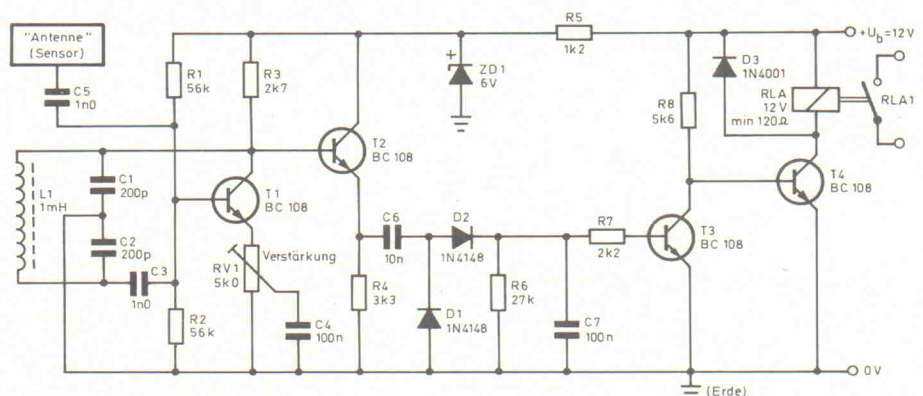 "Antenne"
(Sensor)
C5
1n0
R1
56k
R3
2k7
R5
1k2
+
ZD1
6V
+Ub=12V
D3
1N4001
RLA
12V
min 120Ω
RLA1
R8
5k6
T2
BC 108
T4
BC 108
L1
1mH
C1
200p
C2
200p
C3
1n0
T1
BC 108
Verstärkung
RV1
5k0
C6
10n
D2
1N4148
R7
2k2
T3
BC 108
R2
56k
C4
100n
R4
3k3
D1
1N4148
R6
27k
C7
100n
0V
(Erde)